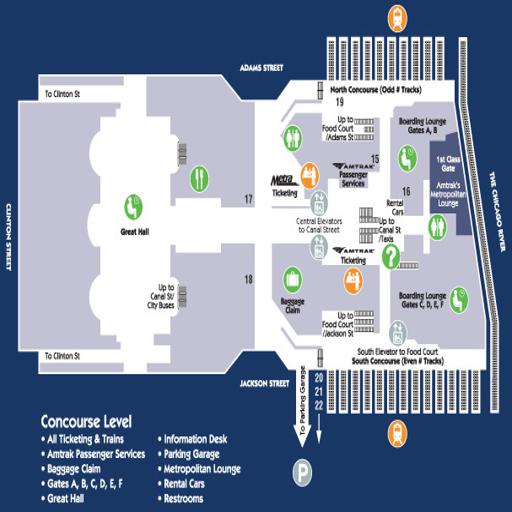 ADAMS STREET
To Clinton St
North Concourse (Odd # Tracks)
19
Up to
Food Court
/Adams St
Boarding Lounge
Gates A, B
15
AMTRAK
Passenger
Services
1st Class
Gate
Amtrak's
Metropolitan
Lounge
Metra
Ticketing
16
17
Rental
Cars
CLINTON STREET
THE CHICAGO RIVER
Great Hall
Central Elevators
to Canal Street
Up to
Canal St
/Taxis
?
AMTRAK
Ticketing
18
Up to
Canal St/
City Buses
Baggage
Claim
Boarding Lounge
Gates C, D, E, F
Up to
Food Court
/Jackson St
To Clinton St
South Elevator to Food Court
South Concourse (Even # Tracks)
JACKSON STREET
20
21
22
To Parking Garage
P
Concourse Level
• All Ticketing & Trains
• Amtrak Passenger Services
• Baggage Claim
• Gates A, B, C, D, E, F
• Great Hall
• Information Desk
• Parking Garage
• Metropolitan Lounge
• Rental Cars
• Restrooms